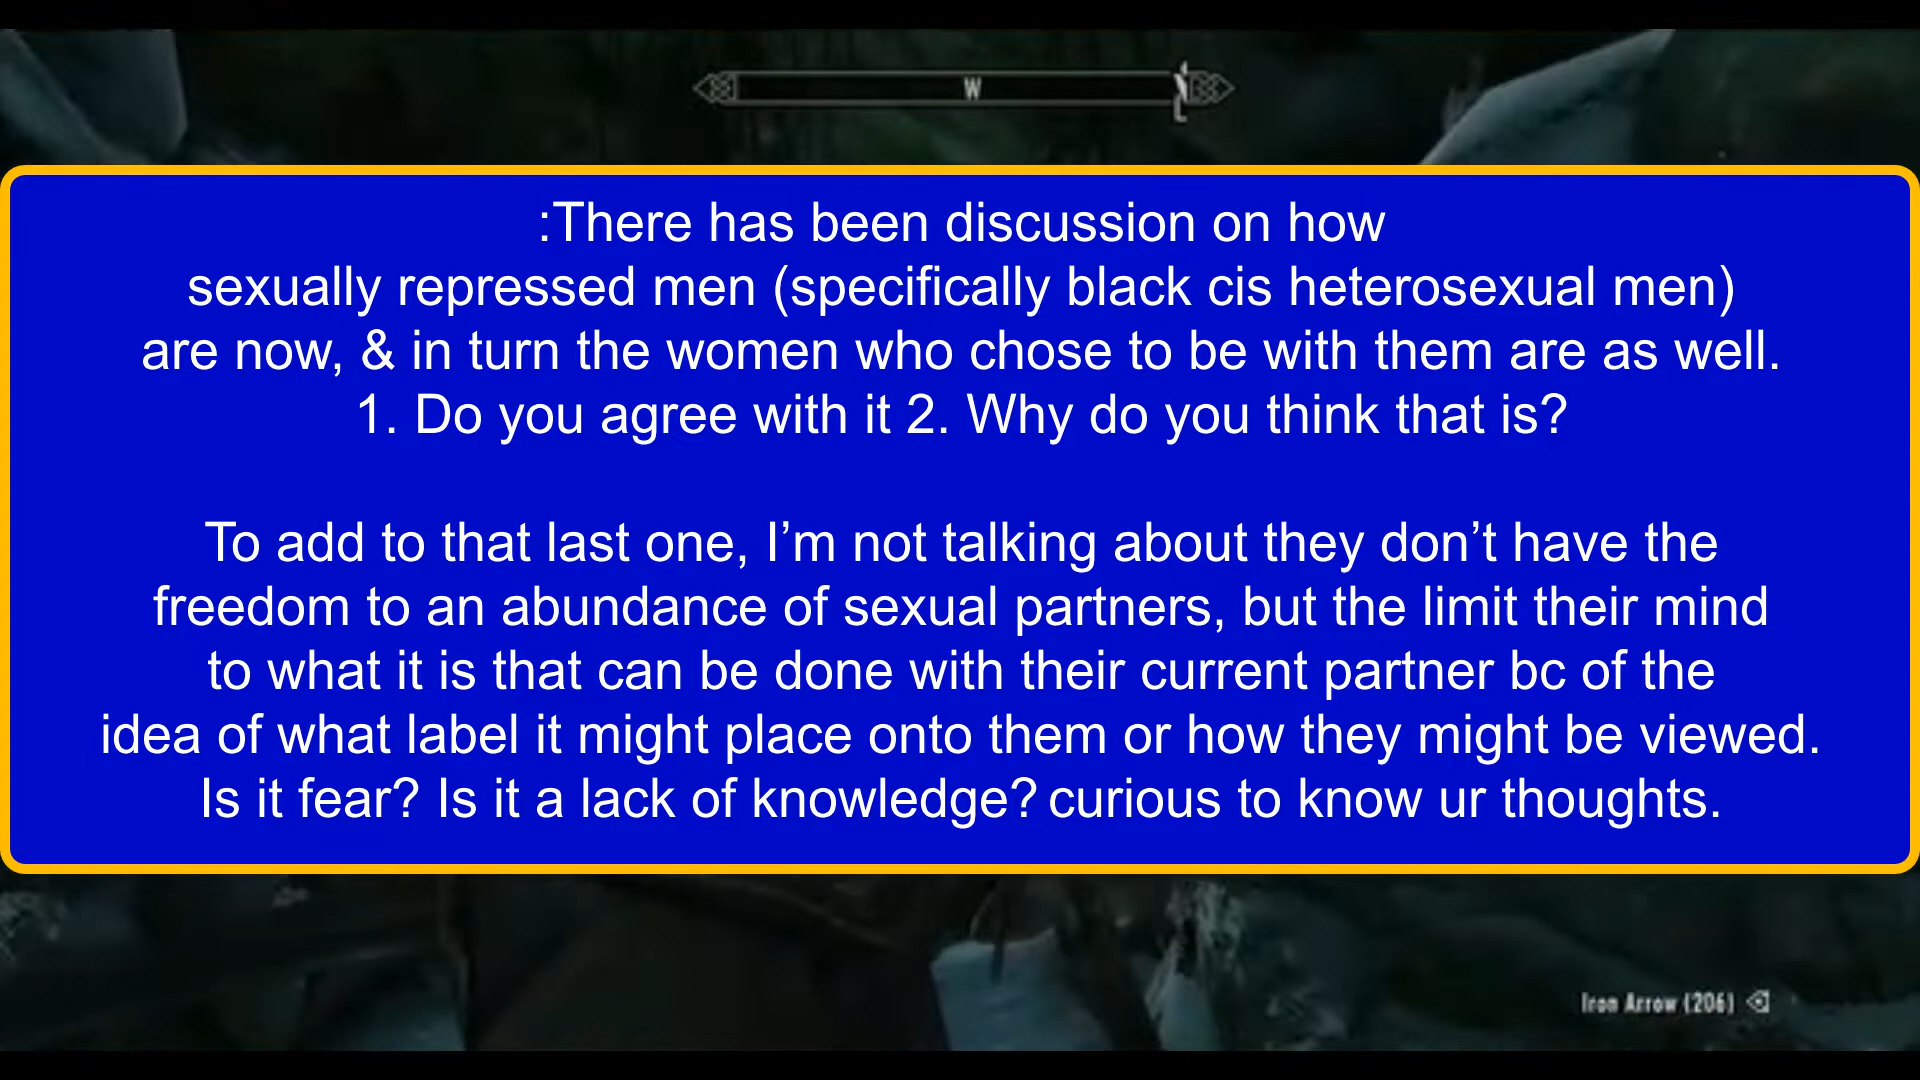 W
:There has been discussion on how
sexually repressed men (specifically black cis heterosexual men)
are now, & in turn the women who chose to be with them are as well.
1. Do you agree with it 2. Why do you think that is?
To add to that last one, I’m not talking about they don’t have the
freedom to an abundance of sexual partners, but the limit their mind
to what it is that can be done with their current partner bc of the
idea of what label it might place onto them or how they might be viewed.
Is it fear? Is it a lack of knowledge? curious to know ur thoughts.
Iron Arrow (206)